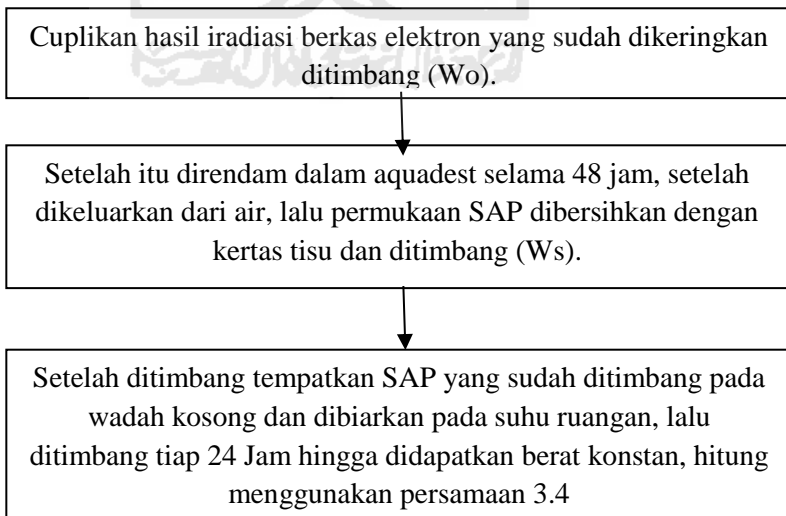 Cuplikan hasil iradiasi berkas elektron yang sudah dikeringkan
ditimbang (Wo).
Setelah itu direndam dalam aquadest selama 48 jam, setelah
dikeluarkan dari air, lalu permukaan SAP dibersihkan dengan
kertas tisu dan ditimbang (Ws).
Setelah ditimbang tempatkan SAP yang sudah ditimbang pada
wadah kosong dan dibiarkan pada suhu ruangan, lalu
ditimbang tiap 24 Jam hingga didapatkan berat konstan, hitung
menggunakan persamaan 3.4